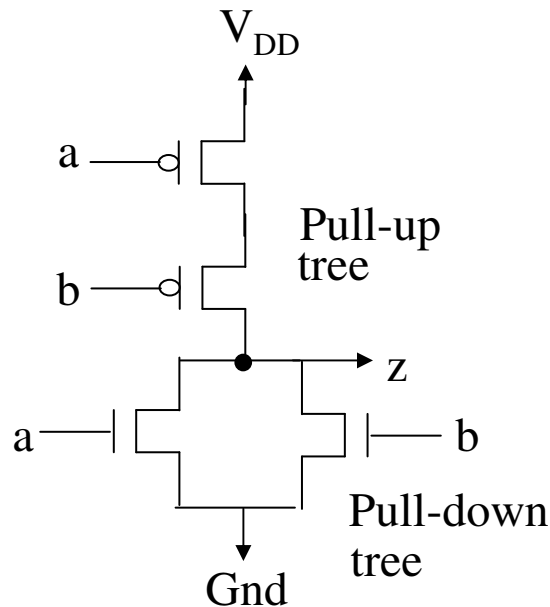 V_DD
a
Pull-up
tree
b
z
a
b
Pull-down
tree
Gnd